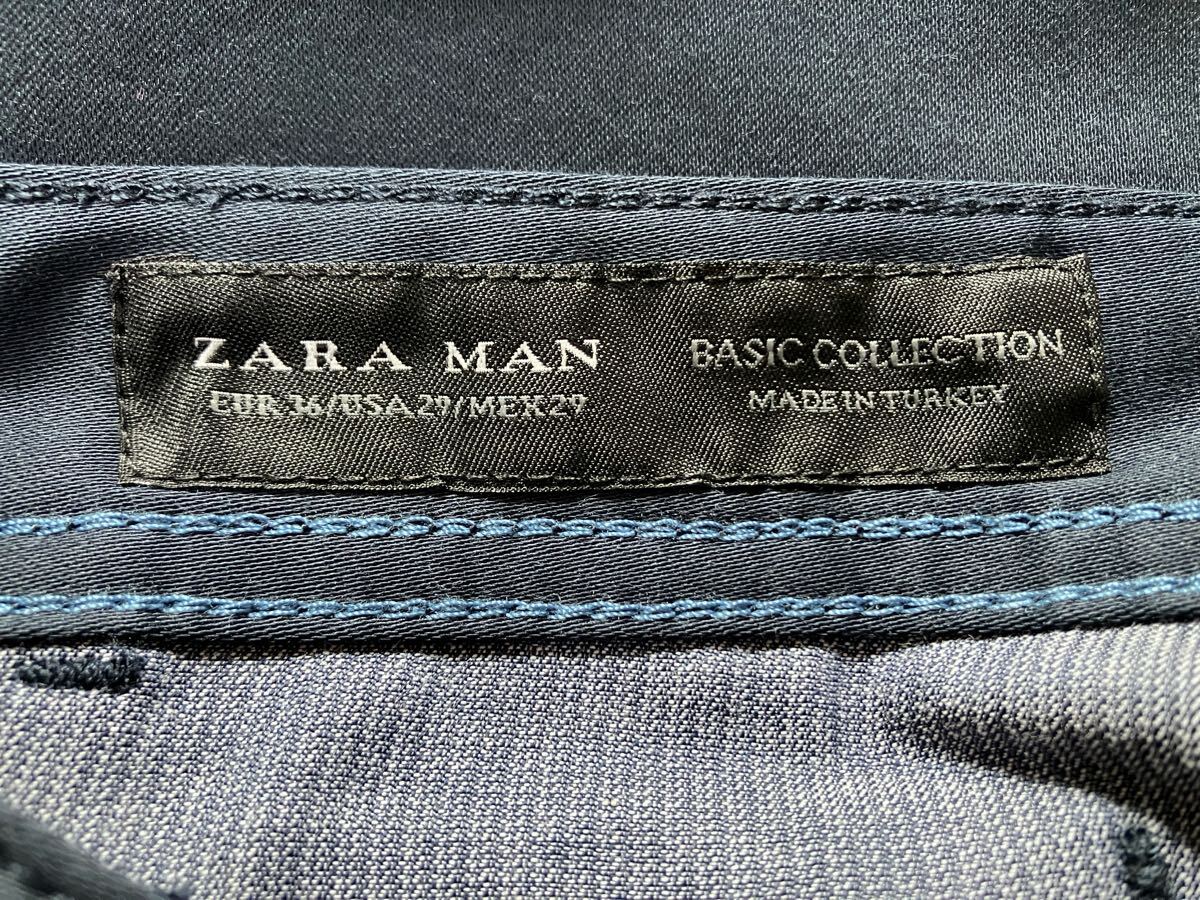 ZARA MAN
EUR 36/USA 29/MEX 29
BASIC COLLECTION
MADE IN TURKEY